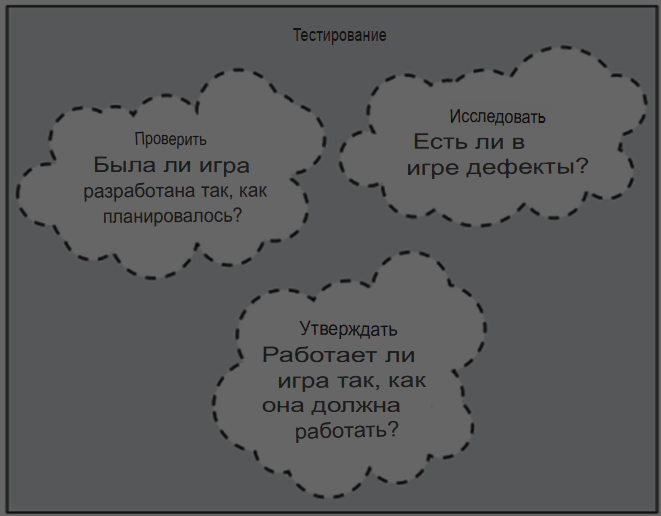 Тестирование
Проверить
Была ли игра
разработана так, как
планировалось?
Исследовать
Есть ли в
игре дефекты?
Утверждать
Работает ли
игра так, как
она должна
работать?